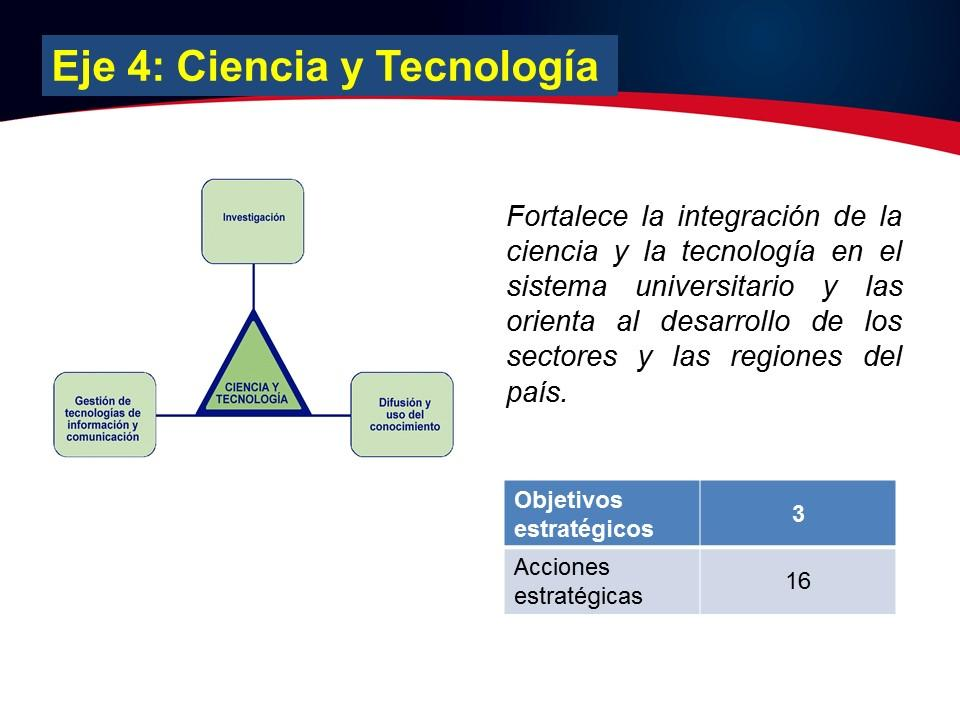 Eje 4: Ciencia y Tecnología
Investigación
CIENCIA Y
TECNOLOGÍA
Gestión de
tecnologías de
información y
comunicación
Difusión y
uso del
conocimiento
Fortalece la integración de la
ciencia y la tecnología en el
sistema universitario y las
orienta al desarrollo de los
sectores y las regiones del
país.
Objetivos
estratégicos
3
Acciones
estratégicas
16